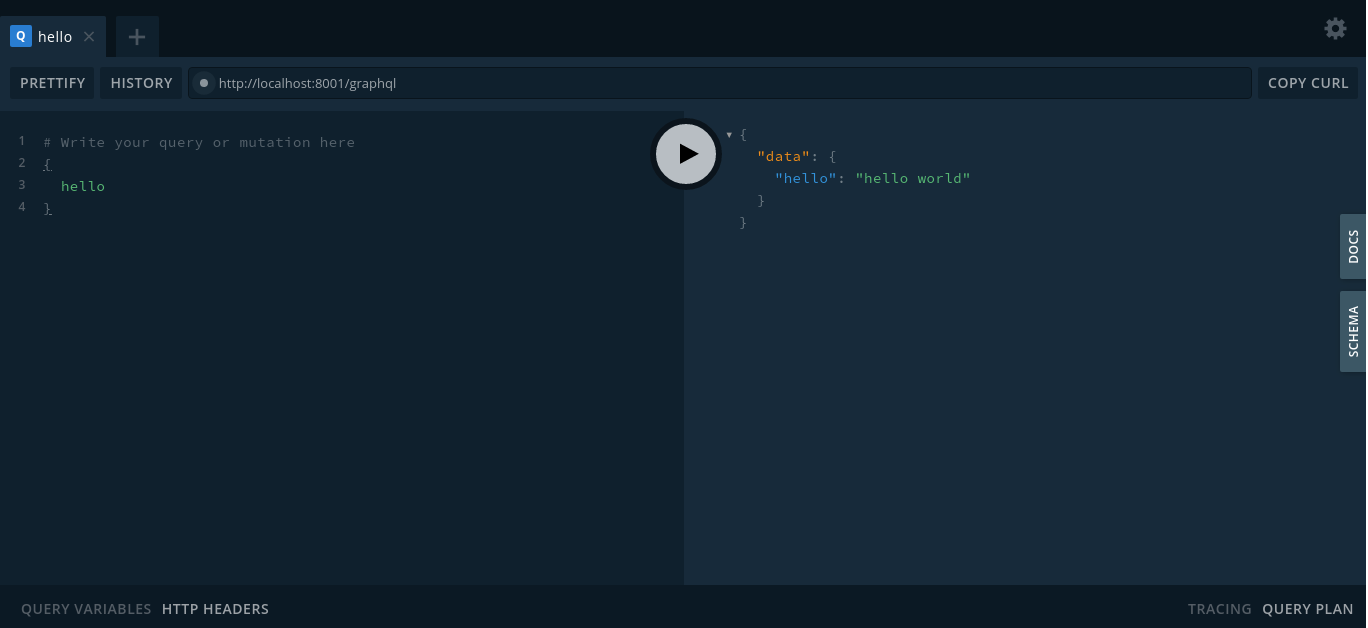 Q hello
PRETTIFY HISTORY http://localhost:8001/graphql COPY CURL
1 # Write your query or mutation here
2 {
3 hello
4 }
{
"data": {
"hello": "hello world"
}
}
DOCS
SCHEMA
QUERY VARIABLES HTTP HEADERS TRACING QUERY PLAN